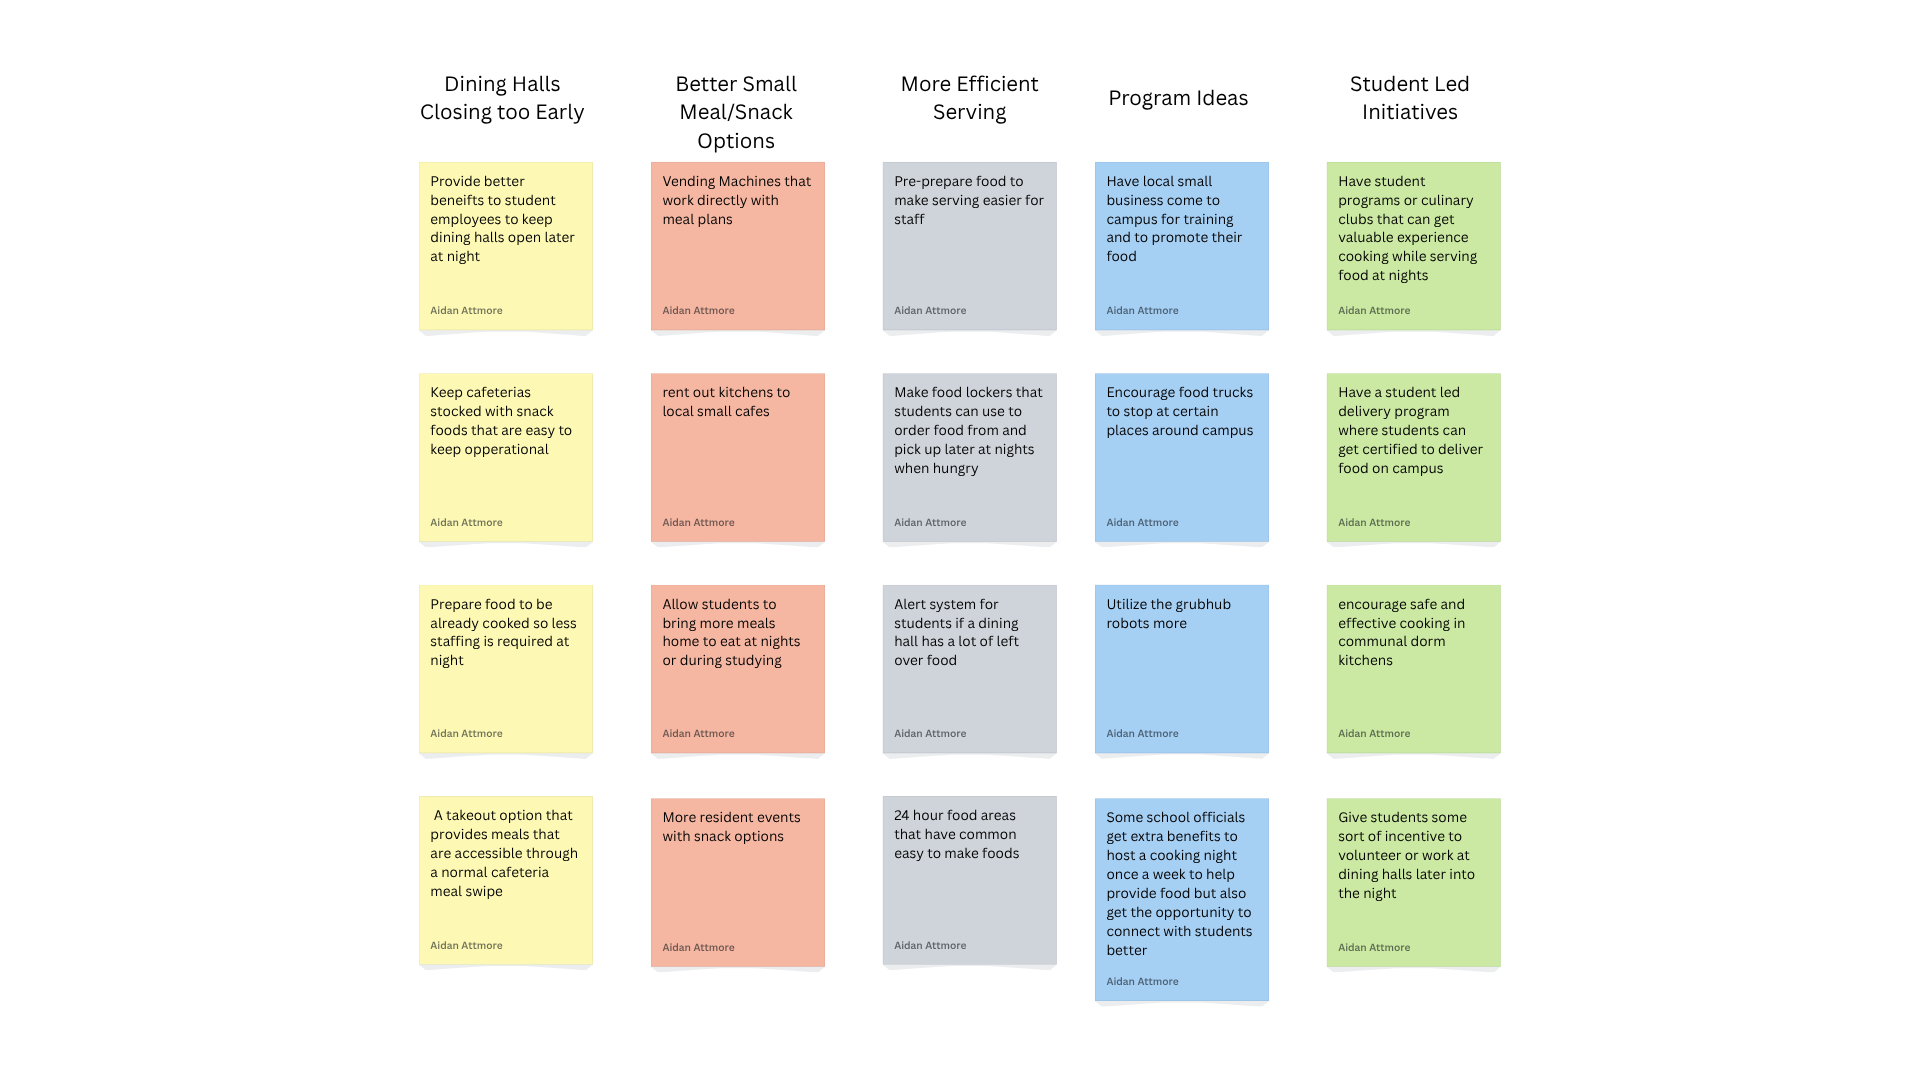 Dining Halls
Closing too Early
Better Small
Meal/Snack
Options
More Efficient
Serving
Program Ideas
Student Led
Initiatives
Provide better
beneifts to student
employees to keep
dining halls open later
at night
Aidan Attmore
Vending Machines that
work directly with
meal plans
Aidan Attmore
Pre-prepare food to
make serving easier for
staff
Aidan Attmore
Have local small
business come to
campus for training
and to promote their
food
Aidan Attmore
Have student
programs or culinary
clubs that can get
valuable experience
cooking while serving
food at nights
Aidan Attmore
Keep cafeterias
stocked with snack
foods that are easy to
keep opperational
Aidan Attmore
rent out kitchens to
local small cafes
Aidan Attmore
Make food lockers that
students can use to
order food from and
pick up later at nights
when hungry
Aidan Attmore
Encourage food trucks
to stop at certain
places around campus
Aidan Attmore
Have a student led
delivery program
where students can
get certified to deliver
food on campus
Aidan Attmore
Prepare food to be
already cooked so less
staffing is required at
night
Aidan Attmore
Allow students to
bring more meals
home to eat at nights
or during studying
Aidan Attmore
Alert system for
students if a dining
hall has a lot of left
over food
Aidan Attmore
Utilize the grubhub
robots more
Aidan Attmore
encourage safe and
effective cooking in
communal dorm
kitchens
Aidan Attmore
A takeout option that
provides meals that
are accessible through
a normal cafeteria
meal swipe
Aidan Attmore
More resident events
with snack options
Aidan Attmore
24 hour food areas
that have common
easy to make foods
Aidan Attmore
Some school officials
get extra benefits to
host a cooking night
once a week to help
provide food but also
get the opportunity to
connect with students
better
Aidan Attmore
Give students some
sort of incentive to
volunteer or work at
dining halls later into
the night
Aidan Attmore